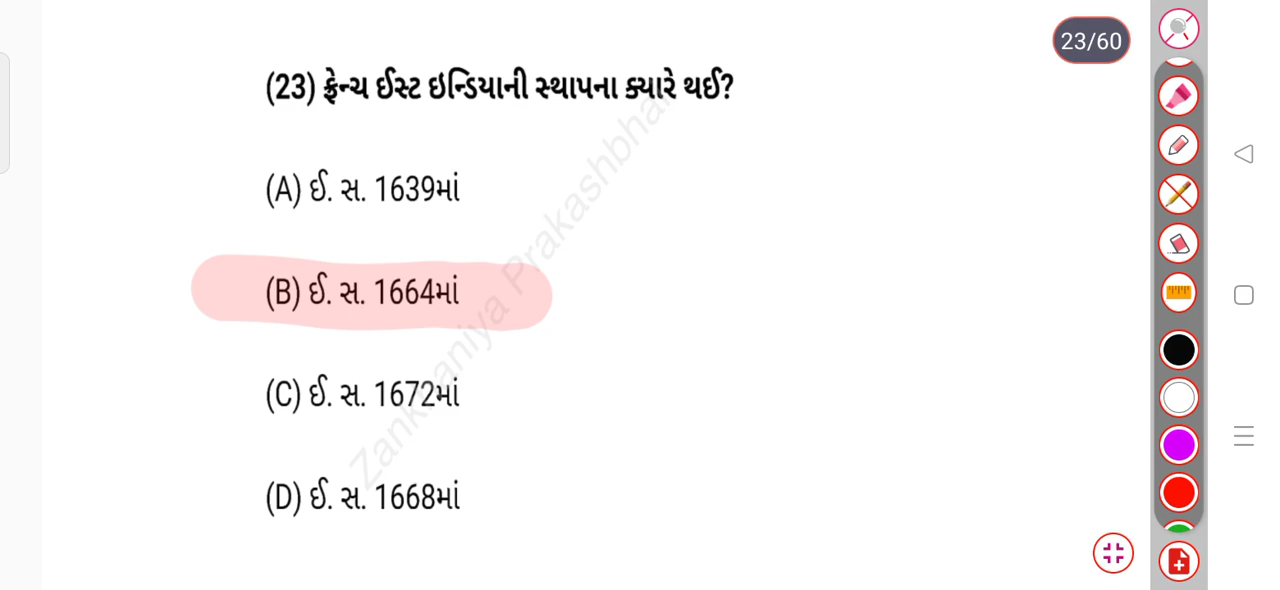 23/60
(23) ફ્રેન્ચ ઈસ્ટ ઇન્ડિયાની સ્થાપના ક્યારે થઈ?
(A) ઈ. સ. 1639માં
(B) ઈ. સ. 1664માં
(C) ઈ. સ. 1672માં
(D) ઈ. સ. 1668માં